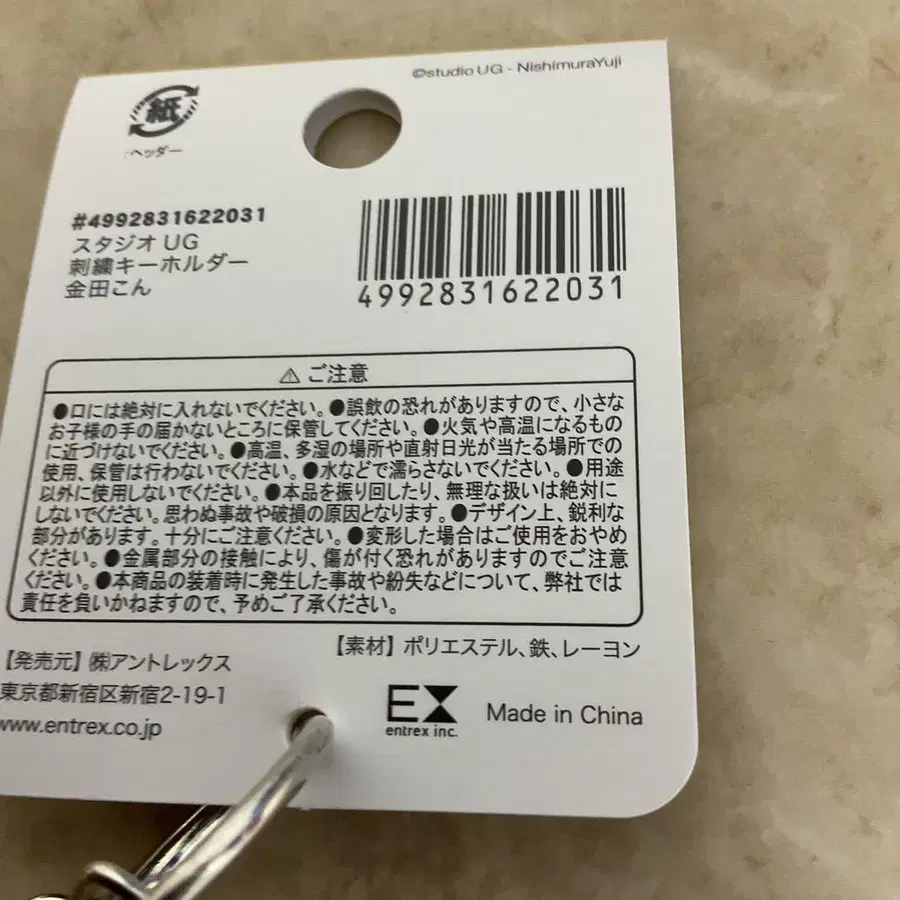 ©studio UG - NishimuraYuji
紙
:ヘッダー
#4992831622031
スタジオ UG
刺繍キーホルダー
金田こん
4992831622031
⚠ ご注意
●口には絶対に入れないでください。●誤飲の恐れがありますので、小さな
お子様の手の届かないところに保管してください。●火気や高温になるもの
に近づけないでください。●高温、多湿の場所や直射日光が当たる場所での
使用、保管は行わないでください。●水などで濡らさないでください。●用途
以外に使用しないでください。●本品を振り回したり、無理な扱いは絶対に
しないでください。思わぬ事故や破損の原因となります。●デザイン上、鋭利な
部分があります。十分にご注意ください。●変形した場合はご使用をおやめ
ください。●金属部分の接触により、傷が付く恐れがありますのでご注意
ください。●本商品の装着時に発生した事故や紛失などについて、弊社では
責任を負いかねますので、予めご了承ください。
【発売元】㈱アントレックス
東京都新宿区新宿2-19-1
www.entrex.co.jp
【素材】ポリエステル、鉄、レーヨン
EX
entrex inc.
Made in China